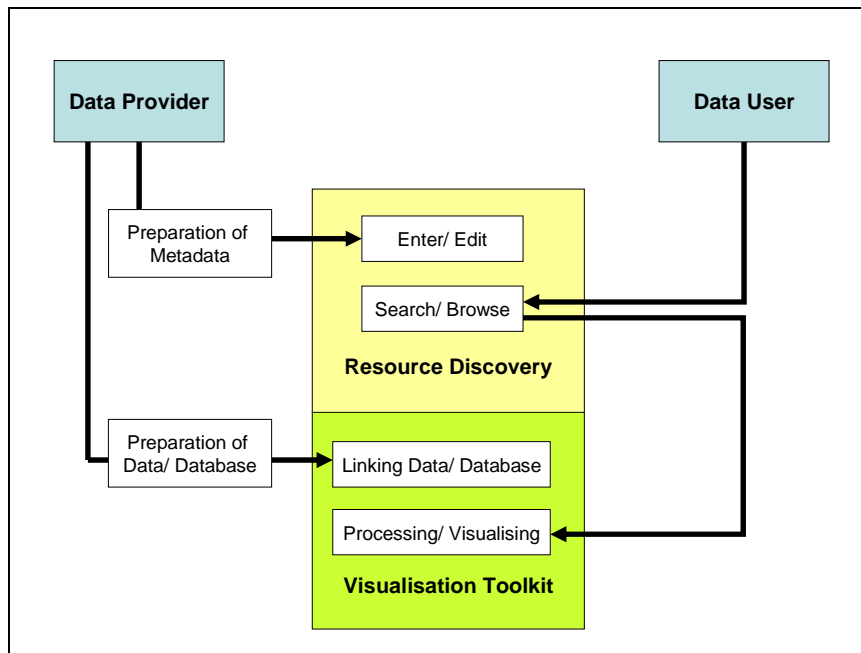 Data Provider
Data User
Preparation of
Metadata
Enter/ Edit
Search/ Browse
Resource Discovery
Preparation of
Data/ Database
Linking Data/ Database
Processing/ Visualising
Visualisation Toolkit